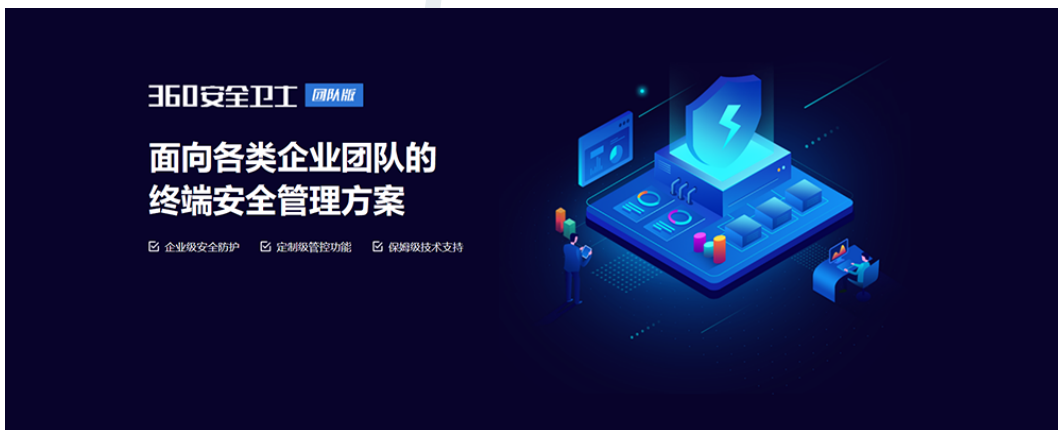 360安全卫士 团队版
面向各类企业团队的
终端安全管理方案
企业级安全防护 定制级管控功能 保姆级技术支持